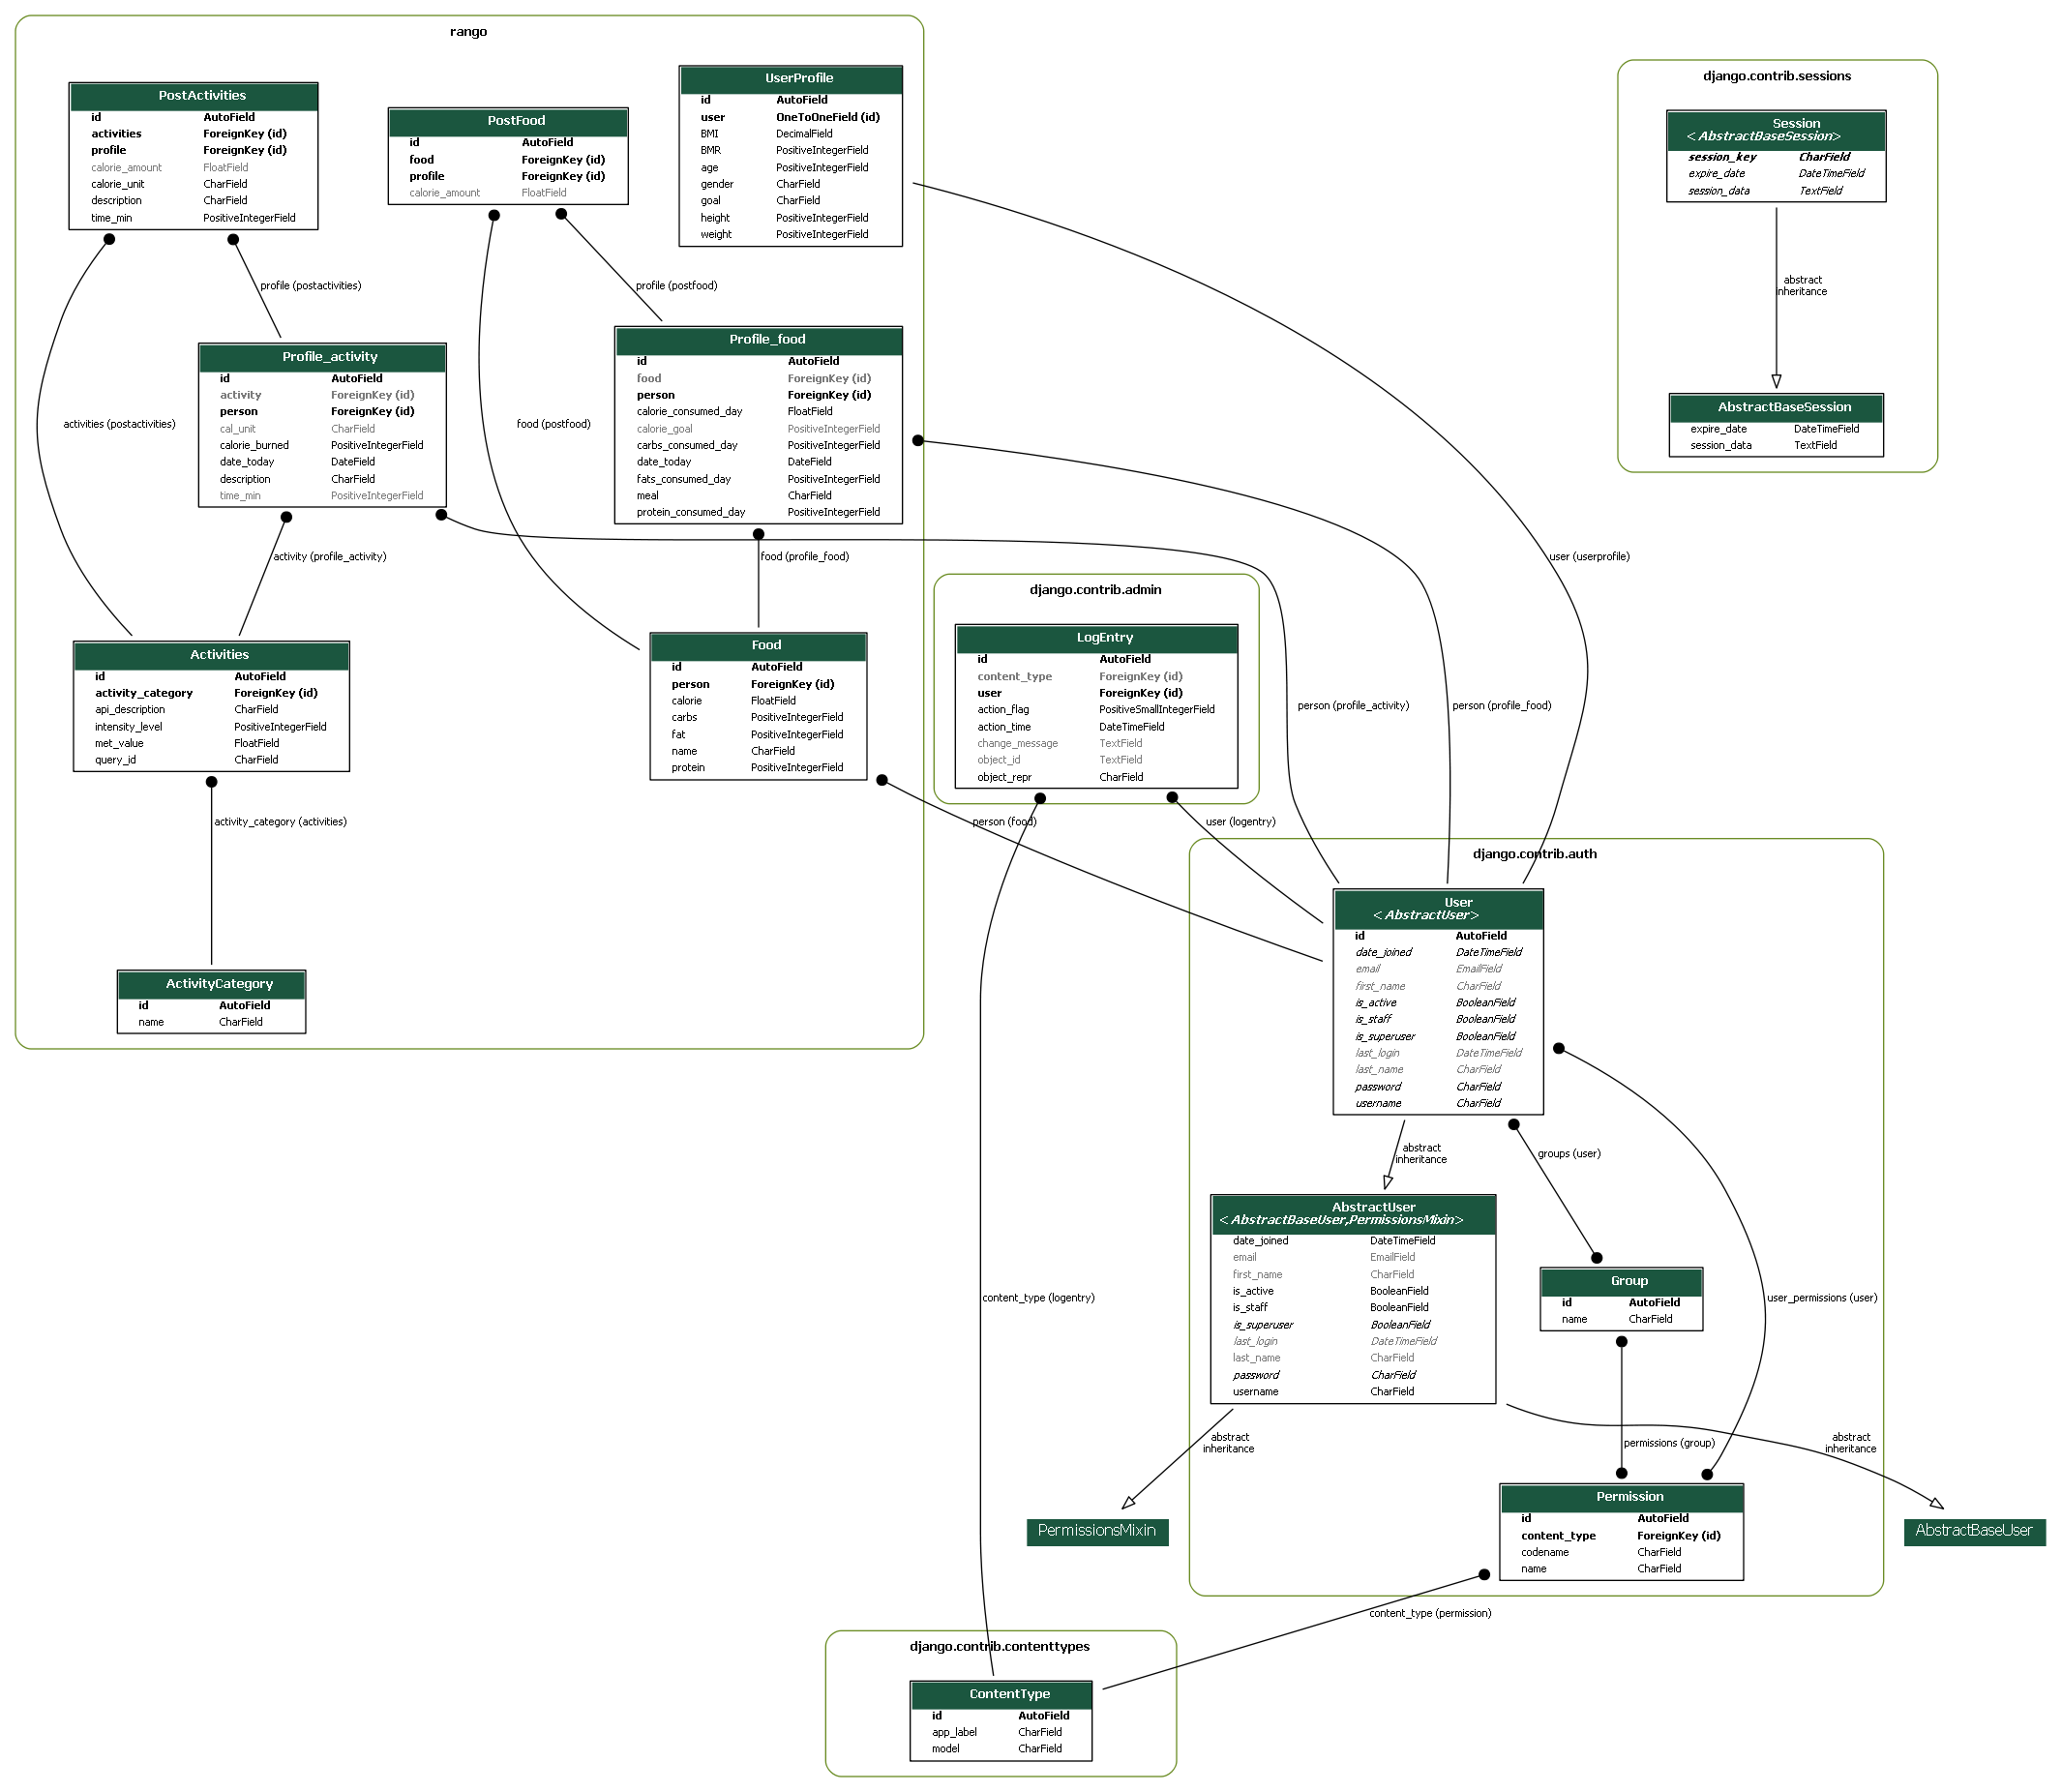 rango
PostActivities
id AutoField
activities ForeignKey (id)
profile ForeignKey (id)
calorie_amount FloatField
calorie_unit CharField
description CharField
time_min PositiveIntegerField
PostFood
id AutoField
food ForeignKey (id)
profile ForeignKey (id)
calorie_amount FloatField
UserProfile
id AutoField
user OneToOneField (id)
BMI DecimalField
BMR PositiveIntegerField
age PositiveIntegerField
gender CharField
goal CharField
height PositiveIntegerField
weight PositiveIntegerField
django.contrib.sessions
Session
<AbstractBaseSession>
session_key CharField
expire_date DateTimeField
session_data TextField
abstract
inheritance
AbstractBaseSession
expire_date DateTimeField
session_data TextField
profile (postactivities)
profile (postfood)
Profile_activity
id AutoField
activity ForeignKey (id)
person ForeignKey (id)
cal_unit CharField
calorie_burned PositiveIntegerField
date_today DateField
description CharField
time_min PositiveIntegerField
Profile_food
id AutoField
food ForeignKey (id)
person ForeignKey (id)
calorie_consumed_day FloatField
calorie_goal PositiveIntegerField
carbs_consumed_day PositiveIntegerField
date_today DateField
fats_consumed_day PositiveIntegerField
meal CharField
protein_consumed_day PositiveIntegerField
activities (postactivities)
food (postfood)
activity (profile_activity)
food (profile_food)
user (userprofile)
Activities
id AutoField
activity_category ForeignKey (id)
api_description CharField
intensity_level PositiveIntegerField
met_value FloatField
query_id CharField
Food
id AutoField
person ForeignKey (id)
calorie FloatField
carbs PositiveIntegerField
fat PositiveIntegerField
name CharField
protein PositiveIntegerField
django.contrib.admin
LogEntry
id AutoField
content_type ForeignKey (id)
user ForeignKey (id)
action_flag PositiveSmallIntegerField
action_time DateTimeField
change_message TextField
object_id TextField
object_repr CharField
person (profile_activity)
person (profile_food)
activity_category (activities)
person (food)
user (logentry)
ActivityCategory
id AutoField
name CharField
django.contrib.auth
User
<AbstractUser>
id AutoField
date_joined DateTimeField
email EmailField
first_name CharField
is_active BooleanField
is_staff BooleanField
is_superuser BooleanField
last_login DateTimeField
last_name CharField
password CharField
username CharField
abstract
inheritance
groups (user)
AbstractUser
<AbstractBaseUser,PermissionsMixin>
date_joined DateTimeField
email EmailField
first_name CharField
is_active BooleanField
is_staff BooleanField
is_superuser BooleanField
last_login DateTimeField
last_name CharField
password CharField
username CharField
Group
id AutoField
name CharField
content_type (logentry)
user_permissions (user)
abstract
inheritance
permissions (group)
abstract
inheritance
PermissionsMixin
Permission
id AutoField
content_type ForeignKey (id)
codename CharField
name CharField
AbstractBaseUser
content_type (permission)
django.contrib.contenttypes
ContentType
id AutoField
app_label CharField
model CharField